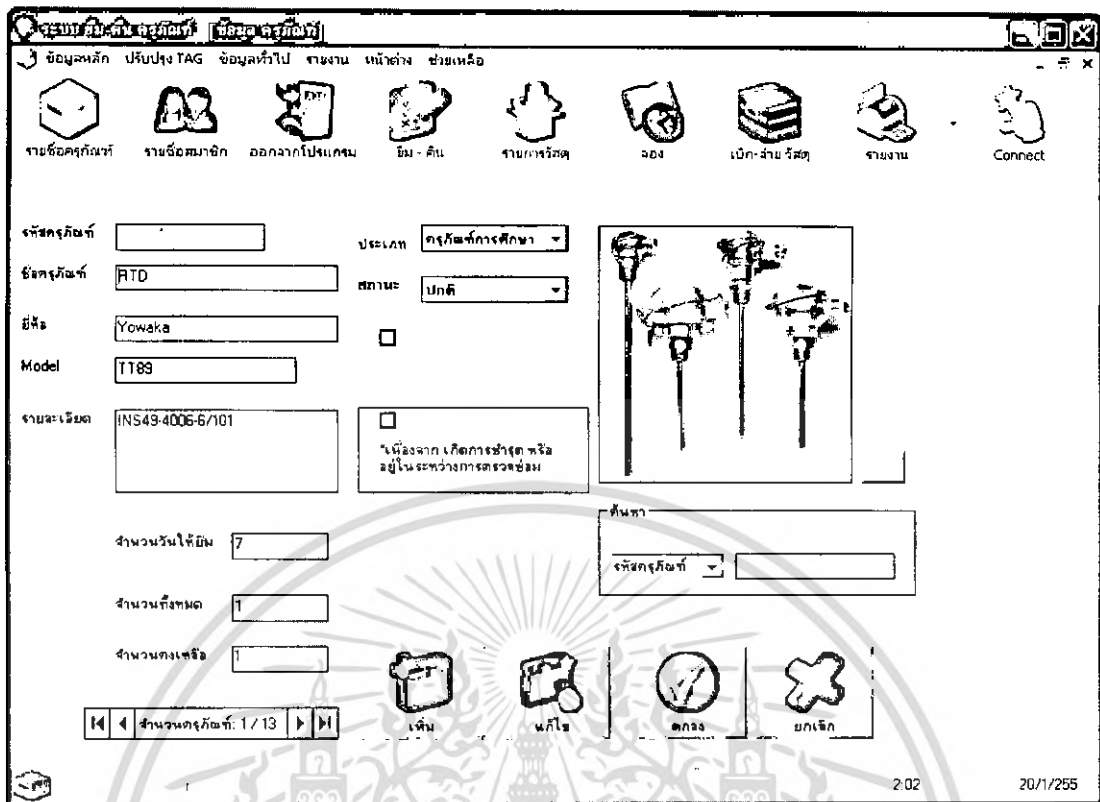 ระบบ ยืม-คืน ครุภัณฑ์ [ข้อมูล ครุภัณฑ์]
ข้อมูลหลัก ปรับปรุง TAG ข้อมูลทั่วไป รายงาน หน้าต่าง ช่วยเหลือ
EXIT
รายชื่อครุภัณฑ์ รายชื่อสมาชิก ออกจากโปรแกรม ยืม - คืน รายการวัสดุ จอง เบิก-จ่าย วัสดุ รายงาน Connect
รหัสครุภัณฑ์
ประเภท ครุภัณฑ์การศึกษา
ชื่อครุภัณฑ์ RTD
สถานะ ปกติ
ยี่ห้อ Yowaka
Model TT89
รายละเอียด INS49-4006-6/101
*เนื่องจาก เกิดการชำรุด หรือ
อยู่ในระหว่างการตรวจซ่อม
ค้นหา
รหัสครุภัณฑ์
จำนวนวันให้ยืม 7
จำนวนทั้งหมด 1
จำนวนคงเหลือ 1
จำนวนครุภัณฑ์: 1 / 13
เพิ่ม แก้ไข ตกลง ยกเลิก
2:02 20/1/255